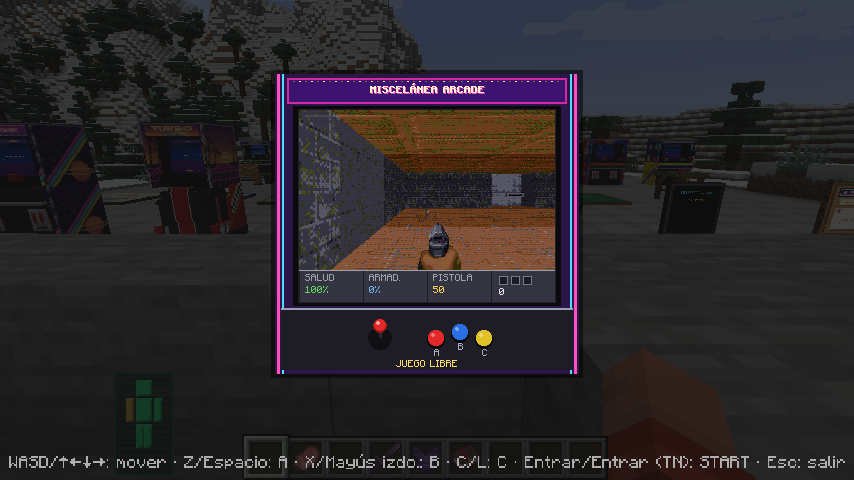 MISCELÁNEA ARCADE
TURBO
SALUD ARMAD. PISTOLA
100% 0% 50 0
A B C
JUEGO LIBRE
WASD/↑←↓→: mover · Z/Espacio: A · X/Mayús izdo.: B · C/L: C · Entrar/Entrar (TN): START · Esc: salir